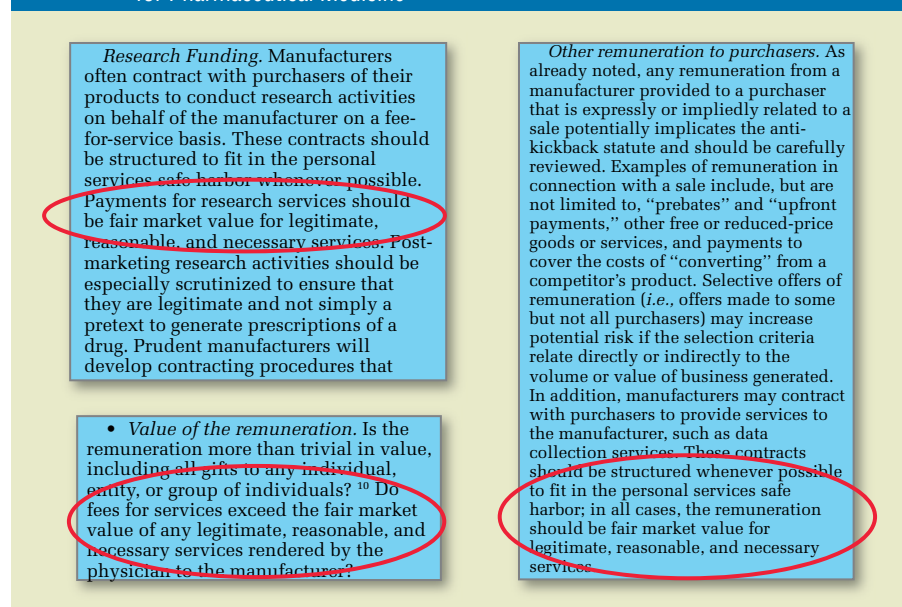 for Pharmaceutical Medicine
Research Funding. Manufacturers
often contract with purchasers of their
products to conduct research activities
on behalf of the manufacturer on a fee-
for-service basis. These contracts should
be structured to fit in the personal
services safe harbor whenever possible.
Payments for research services should
be fair market value for legitimate,
reasonable, and necessary services. Post-
marketing research activities should be
especially scrutinized to ensure that
they are legitimate and not simply a
pretext to generate prescriptions of a
drug. Prudent manufacturers will
develop contracting procedures that
• Value of the remuneration. Is the
remuneration more than trivial in value,
including all gifts to any individual,
entity, or group of individuals? 10 Do
fees for services exceed the fair market
value of any legitimate, reasonable, and
necessary services rendered by the
physician to the manufacturer?
Other remuneration to purchasers. As
already noted, any remuneration from a
manufacturer provided to a purchaser
that is expressly or impliedly related to a
sale potentially implicates the anti-
kickback statute and should be carefully
reviewed. Examples of remuneration in
connection with a sale include, but are
not limited to, ‘‘prebates’’ and ‘‘upfront
payments,’’ other free or reduced-price
goods or services, and payments to
cover the costs of ‘‘converting’’ from a
competitor’s product. Selective offers of
remuneration (i.e., offers made to some
but not all purchasers) may increase
potential risk if the selection criteria
relate directly or indirectly to the
volume or value of business generated.
In addition, manufacturers may contract
with purchasers to provide services to
the manufacturer, such as data
collection services. These contracts
should be structured whenever possible
to fit in the personal services safe
harbor; in all cases, the remuneration
should be fair market value for
legitimate, reasonable, and necessary
services.